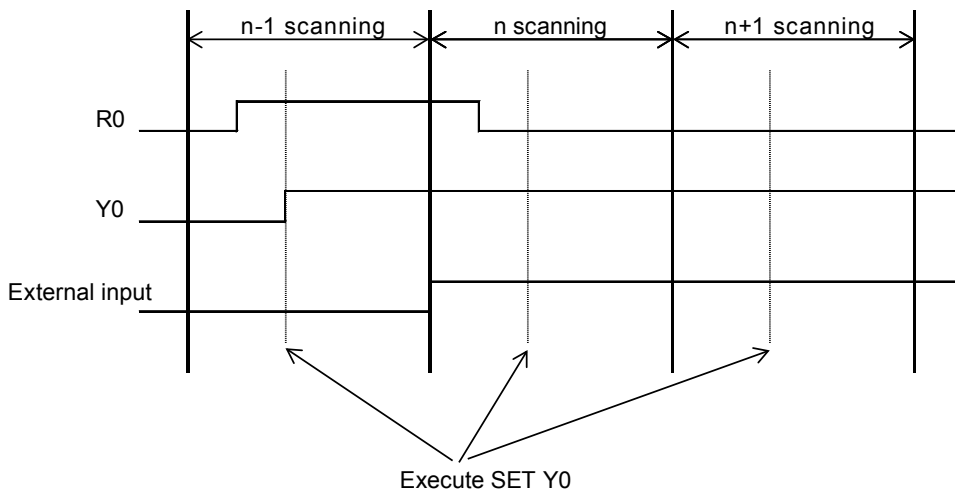 n-1 scanning
n scanning
n+1 scanning
R0
Y0
External input
Execute SET Y0